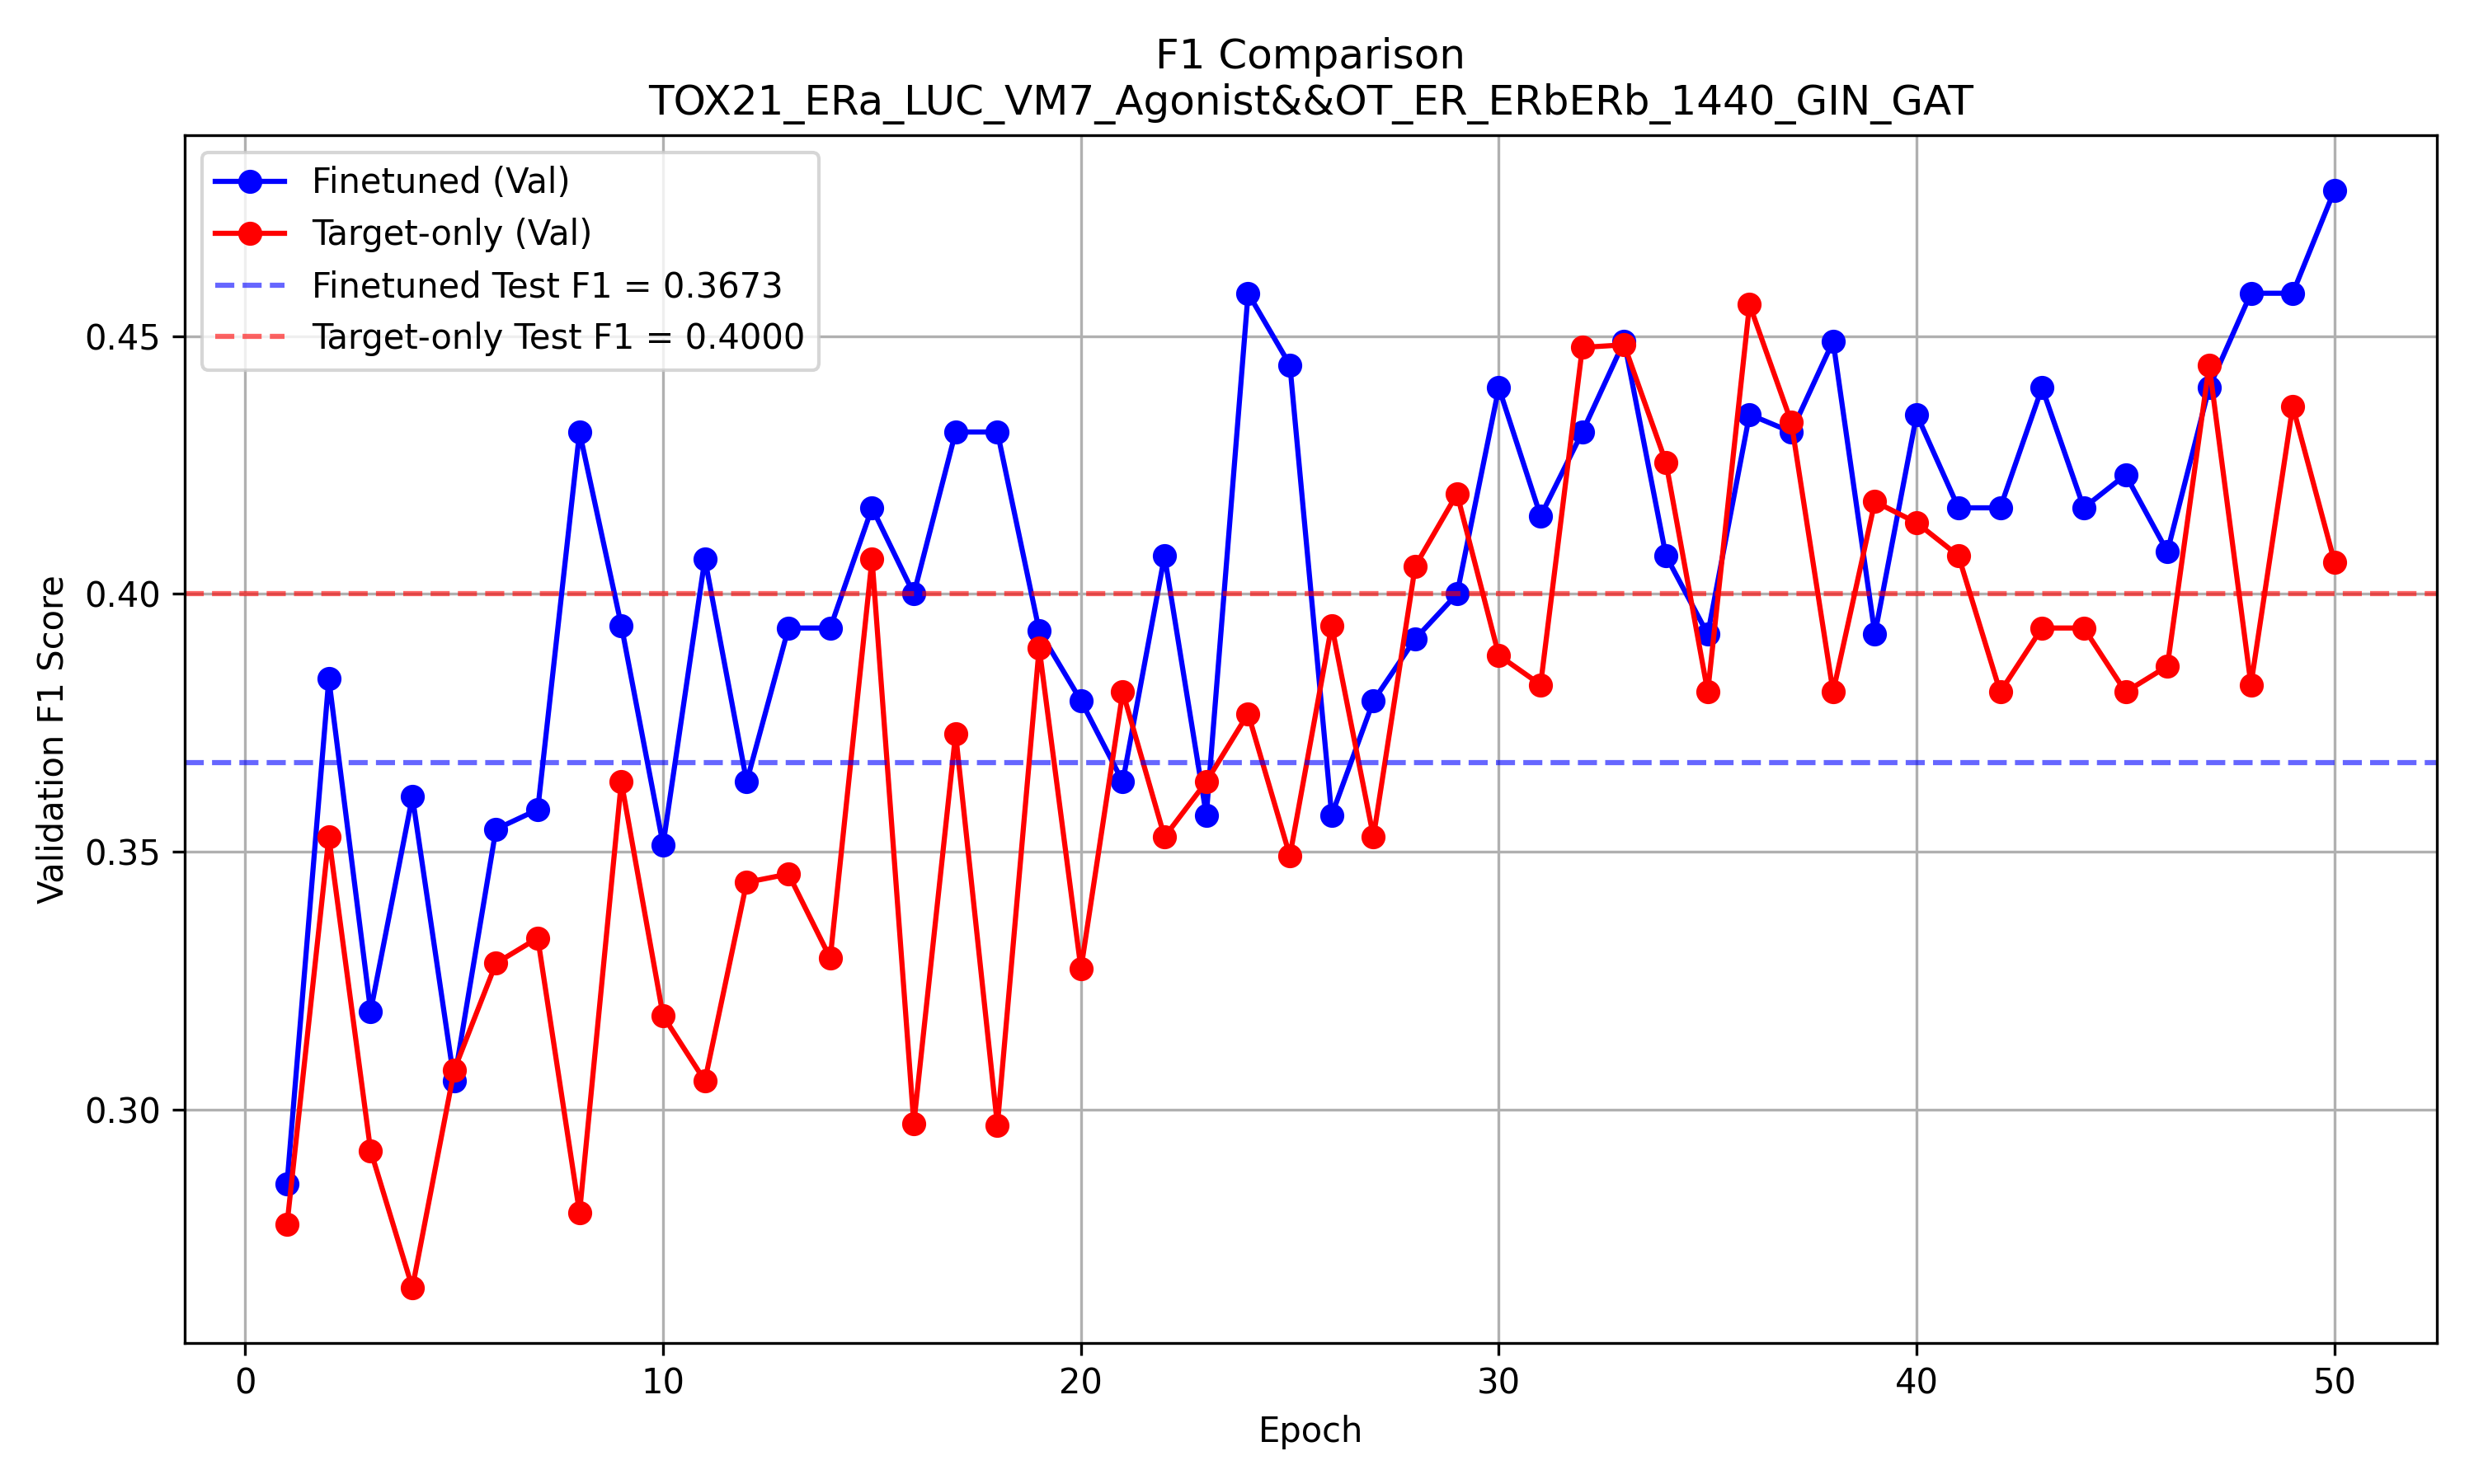 F1 Comparison
TOX21_ERa_LUC_VM7_Agonist&&OT_ER_ERbERb_1440_GIN_GAT
Finetuned (Val)
Target-only (Val)
Finetuned Test F1 = 0.3673
Target-only Test F1 = 0.4000
Validation F1 Score
0.45
0.40
0.35
0.30
0 10 20 30 40 50
Epoch